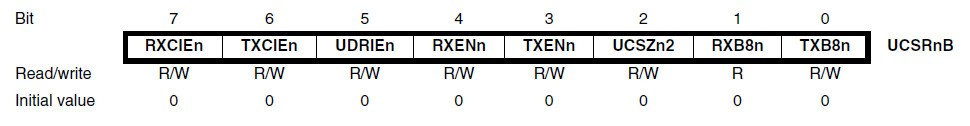 Bit 7 6 5 4 3 2 1 0
RXCIEn TXCIEn UDRIEn RXENn TXENn UCSZn2 RXB8n TXB8n UCSRnB
Read/write R/W R/W R/W R/W R/W R/W R R/W
Initial value 0 0 0 0 0 0 0 0